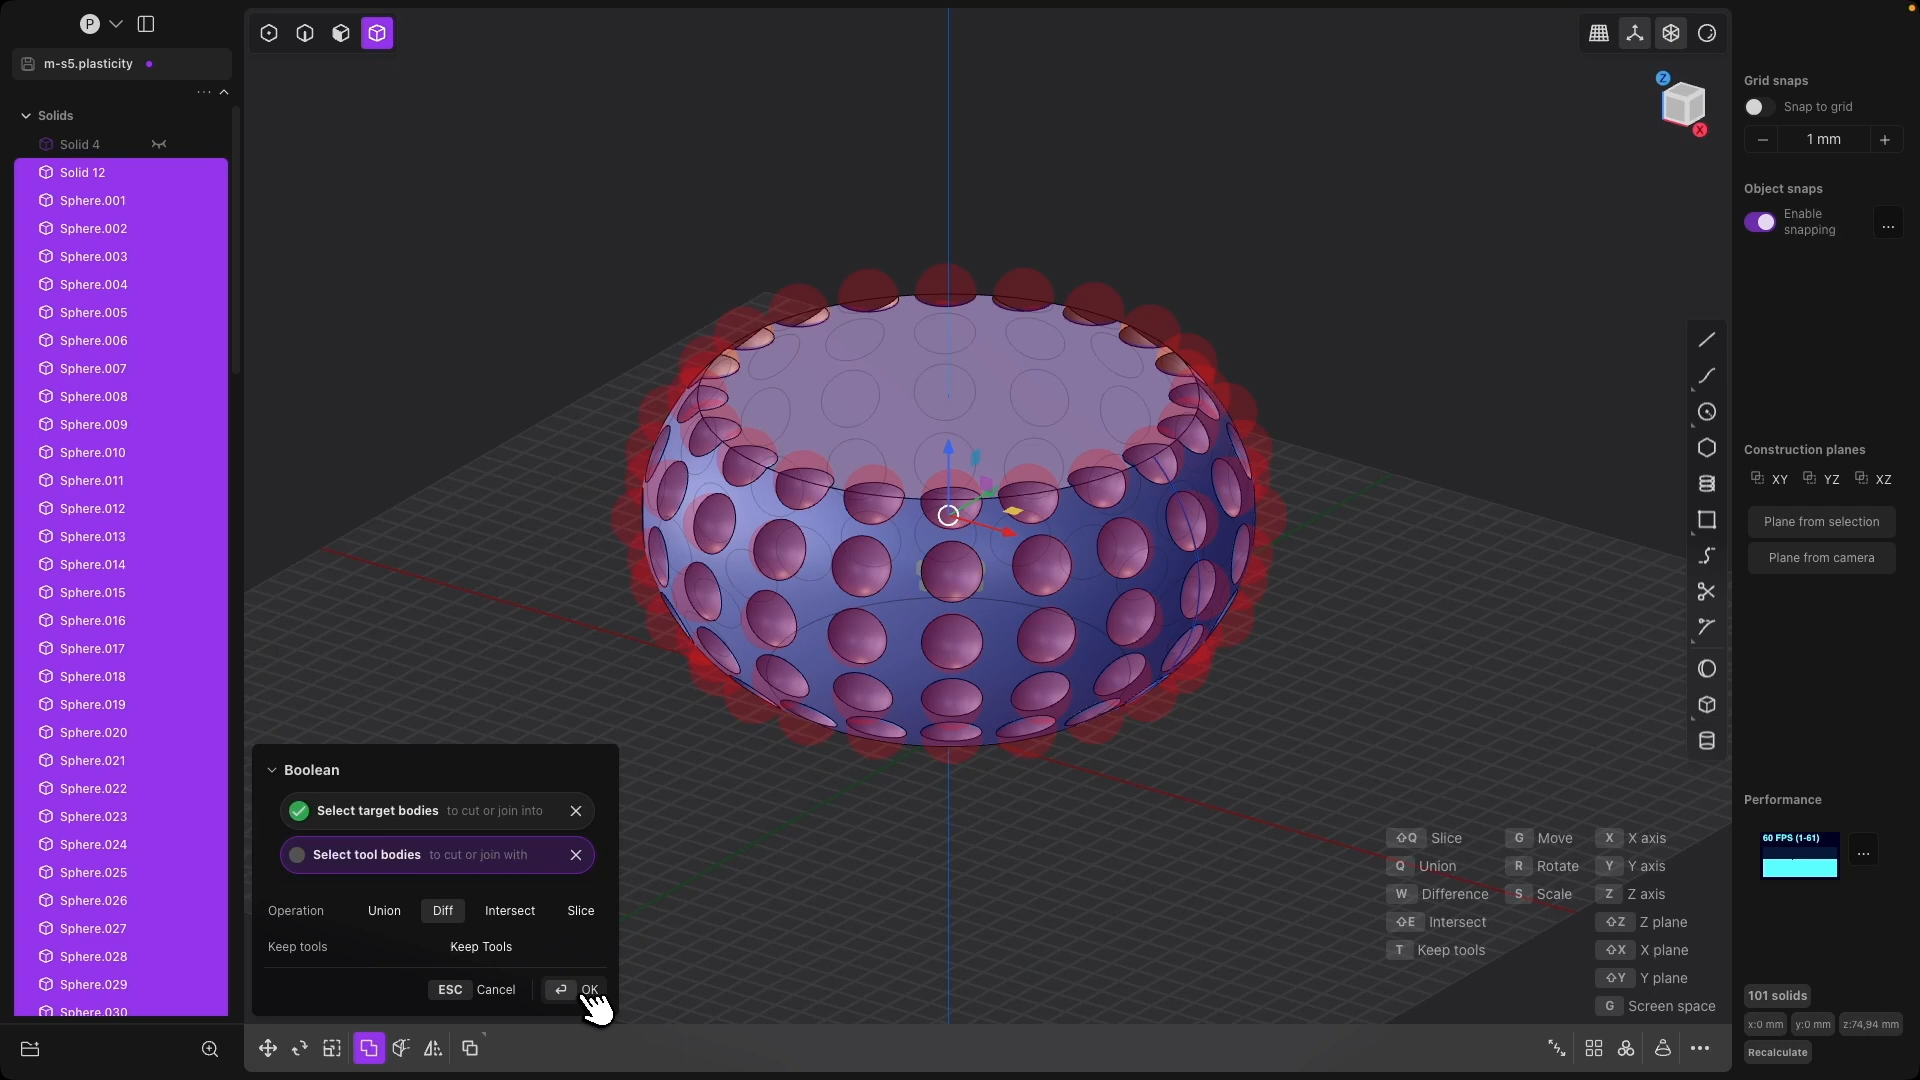 P
m-s5.plasticity
Solids
Solid 4
Solid 12
Sphere.001
Sphere.002
Sphere.003
Sphere.004
Sphere.005
Sphere.006
Sphere.007
Sphere.008
Sphere.009
Sphere.010
Sphere.011
Sphere.012
Sphere.013
Sphere.014
Sphere.015
Sphere.016
Sphere.017
Sphere.018
Sphere.019
Sphere.020
Sphere.021
Sphere.022
Sphere.023
Sphere.024
Sphere.025
Sphere.026
Sphere.027
Sphere.028
Sphere.029
Sphere.030
Z
X
Boolean
Select target bodies to cut or join into
Select tool bodies to cut or join with
Operation Union Diff Intersect Slice
Keep tools Keep Tools
ESC Cancel OK
⇧Q Slice G Move X X axis
Q Union R Rotate Y Y axis
W Difference S Scale Z Z axis
⇧E Intersect ⇧Z Z plane
T Keep tools ⇧X X plane
⇧Y Y plane
G Screen space
Grid snaps
Snap to grid
1 mm
Object snaps
Enable
snapping
...
Construction planes
XY YZ XZ
Plane from selection
Plane from camera
Performance
60 FPS (1-61)
...
101 solids
x:0 mm y:0 mm z:74,94 mm
Recalculate